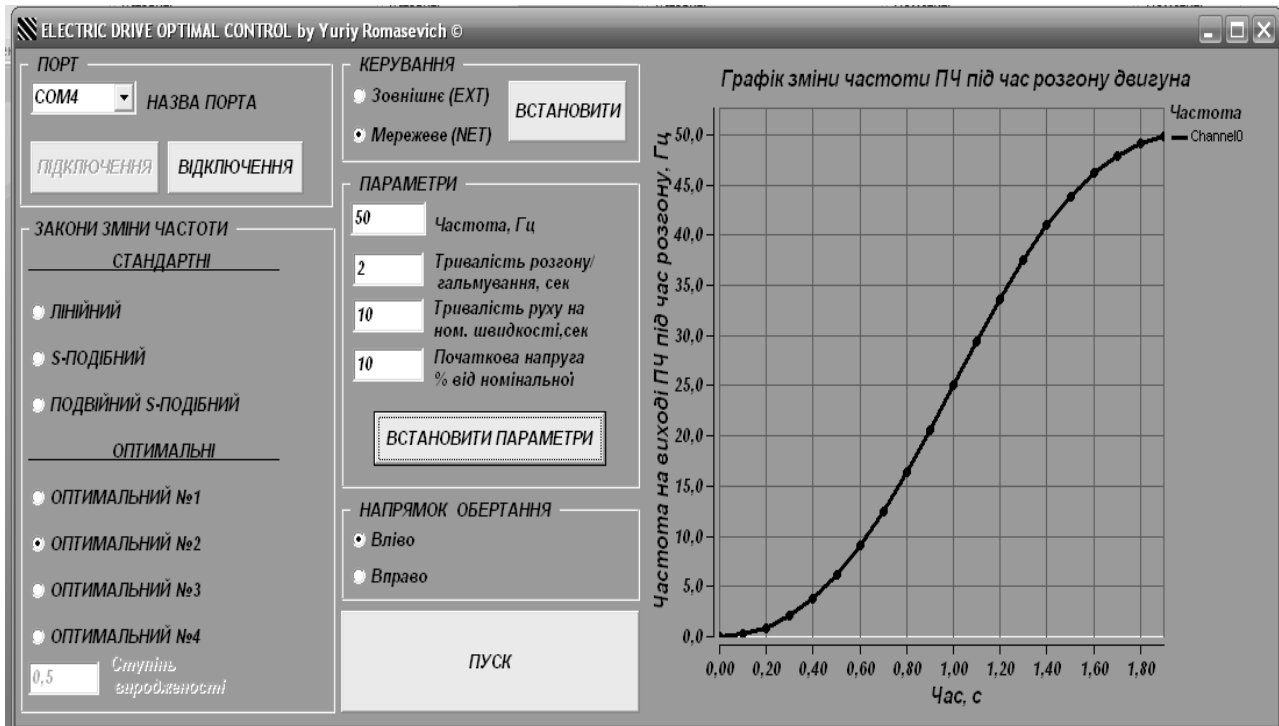 ELECTRIC DRIVE OPTIMAL CONTROL by Yuriy Romasevich ©
ПОРТ
COM4
НАЗВА ПОРТА
ПІДКЛЮЧЕННЯ
ВІДКЛЮЧЕННЯ
ЗАКОНИ ЗМІНИ ЧАСТОТИ
СТАНДАРТНІ
ЛІНІЙНИЙ
S-ПОДІБНИЙ
ПОДВІЙНИЙ S-ПОДІБНИЙ
ОПТИМАЛЬНІ
ОПТИМАЛЬНИЙ №1
ОПТИМАЛЬНИЙ №2
ОПТИМАЛЬНИЙ №3
ОПТИМАЛЬНИЙ №4
0,5
Ступінь
виродженості
КЕРУВАННЯ
Зовнішнє (EXT)
Мережеве (NET)
ВСТАНОВИТИ
ПАРАМЕТРИ
50
Частота, Гц
2
Тривалість розгону/
гальмування, сек
10
Тривалість руху на
ном. швидкості,сек
10
Початкова напруга
% від номінальної
ВСТАНОВИТИ ПАРАМЕТРИ
НАПРЯМОК ОБЕРТАННЯ
Вліво
Вправо
ПУСК
Графік зміни частоти ПЧ під час розгону двигуна
Частота на виході ПЧ під час розгону, Гц
50,0
45,0
40,0
35,0
30,0
25,0
20,0
15,0
10,0
5,0
0,0
0,00 0,20 0,40 0,60 0,80 1,00 1,20 1,40 1,60 1,80
Час, с
Частота
Channel0